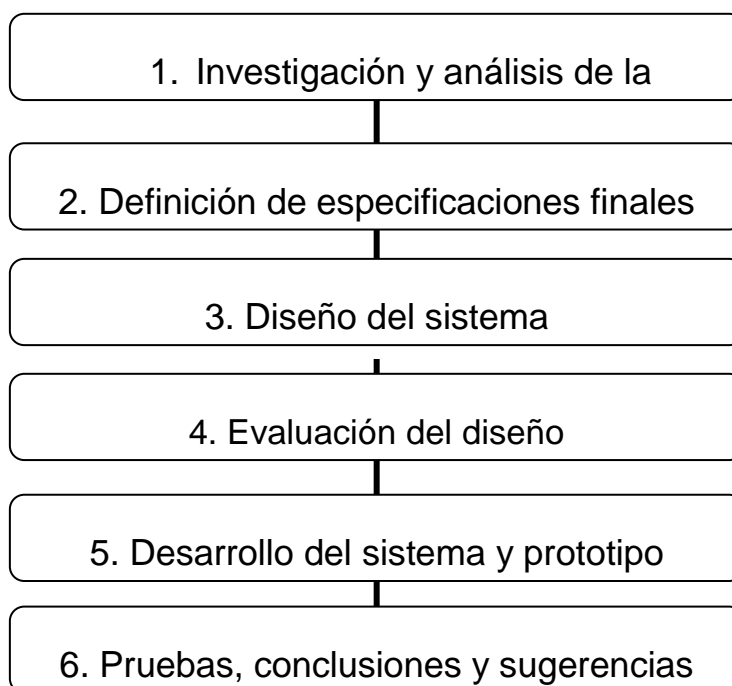 1. Investigación y análisis de la
2. Definición de especificaciones finales
3. Diseño del sistema
4. Evaluación del diseño
5. Desarrollo del sistema y prototipo
6. Pruebas, conclusiones y sugerencias